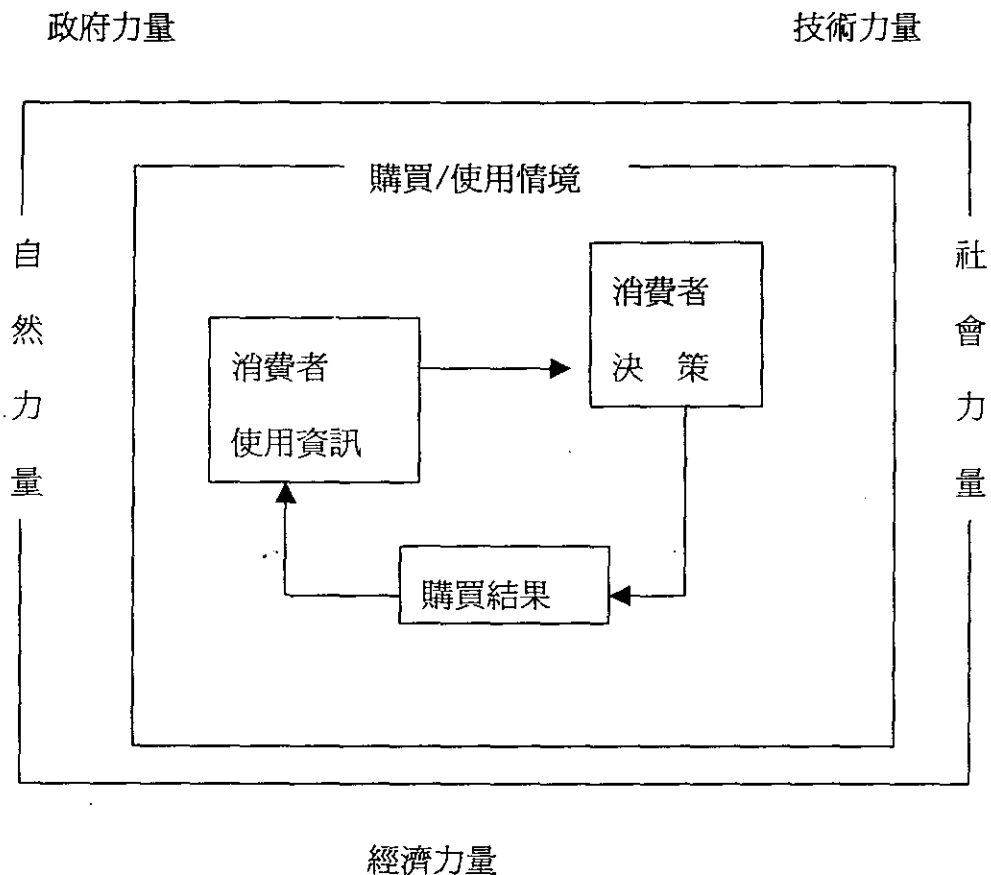 政府力量 技術力量
購買/使用情境
自然力量
社會力量
消費者
決 策
消費者
使用資訊
購買結果
經濟力量